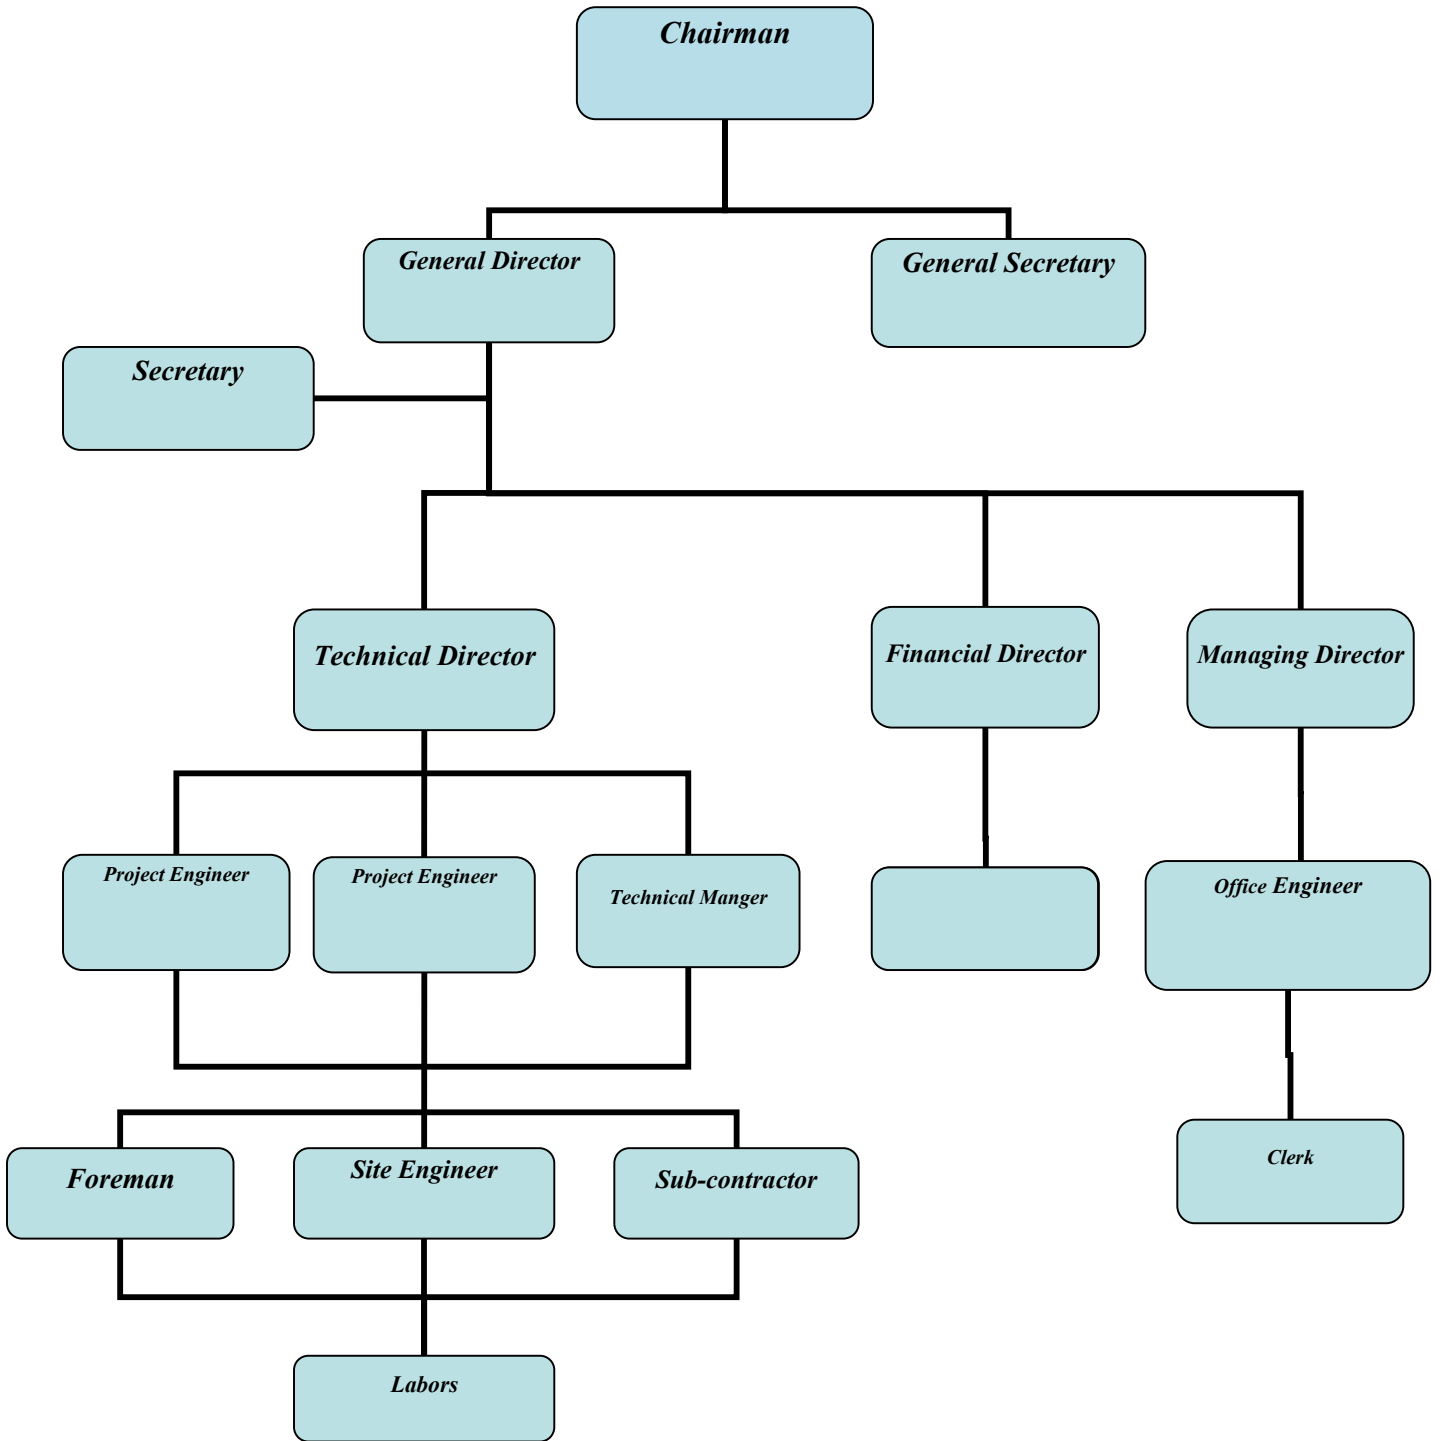 Chairman
General Director
General Secretary
Secretary
Technical Director
Financial Director
Managing Director
Project Engineer
Project Engineer
Technical Manger
Office Engineer
Foreman
Site Engineer
Sub-contractor
Clerk
Labors